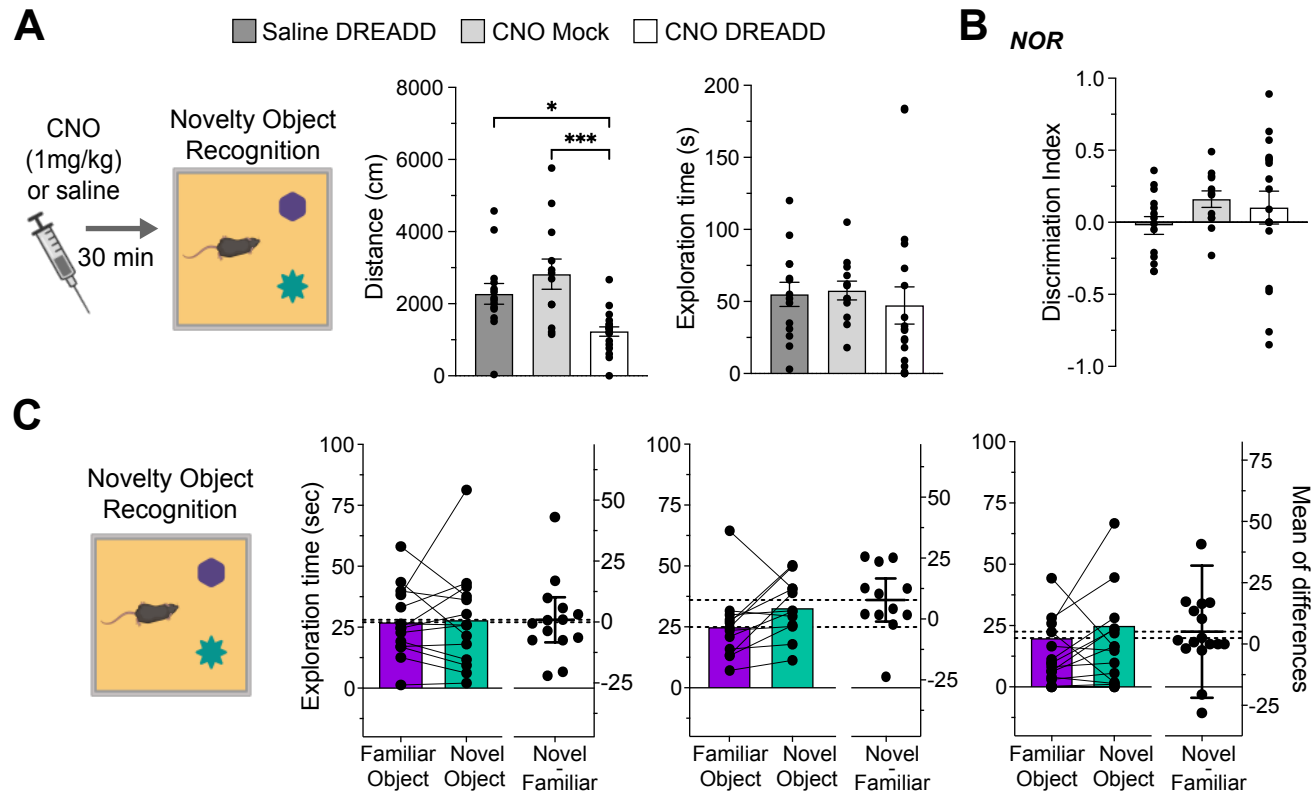 A
Saline DREADD CNO Mock CNO DREADD
CNO
(1mg/kg)
or saline
30 min
Novelty Object
Recognition
Distance (cm)
8000
6000
4000
2000
0
*
***
Exploration time (s)
200
150
100
50
0
B
NOR
Discrimiation Index
1.0
0.5
0.0
-0.5
-1.0
C
Novelty Object
Recognition
Exploration time (sec)
100
75
50
25
0
50
0
-25
Familiar
Object
Novel
Object
Novel
-
Familiar
100
75
50
25
0
50
25
0
-25
Familiar
Object
Novel
Object
Novel
-
Familiar
100
75
50
25
0
75
50
25
0
-25
Mean of differences
Familiar
Object
Novel
Object
Novel
-
Familiar